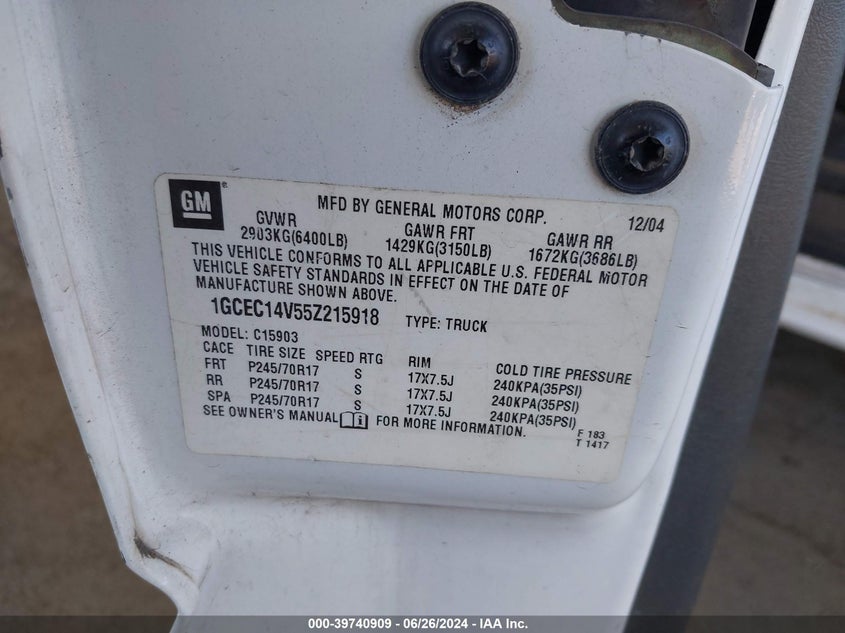 GM
MFD BY GENERAL MOTORS CORP. 12/04
GVWR GAWR FRT GAWR RR
2903KG(6400LB) 1429KG(3150LB) 1672KG(3686LB)
THIS VEHICLE CONFORMS TO ALL APPLICABLE U.S. FEDERAL MOTOR
VEHICLE SAFETY STANDARDS IN EFFECT ON THE DATE OF
MANUFACTURE SHOWN ABOVE.
1GCEC14V55Z215918 TYPE: TRUCK
MODEL: C15903
CACE TIRE SIZE SPEED RTG RIM COLD TIRE PRESSURE
FRT P245/70R17 S 17X7.5J 240KPA(35PSI)
RR P245/70R17 S 17X7.5J 240KPA(35PSI)
SPA P245/70R17 S 17X7.5J 240KPA(35PSI)
SEE OWNER'S MANUAL FOR MORE INFORMATION.
F 183
T 1417
000-39740909 | 06/26/2024 - IAA Inc.